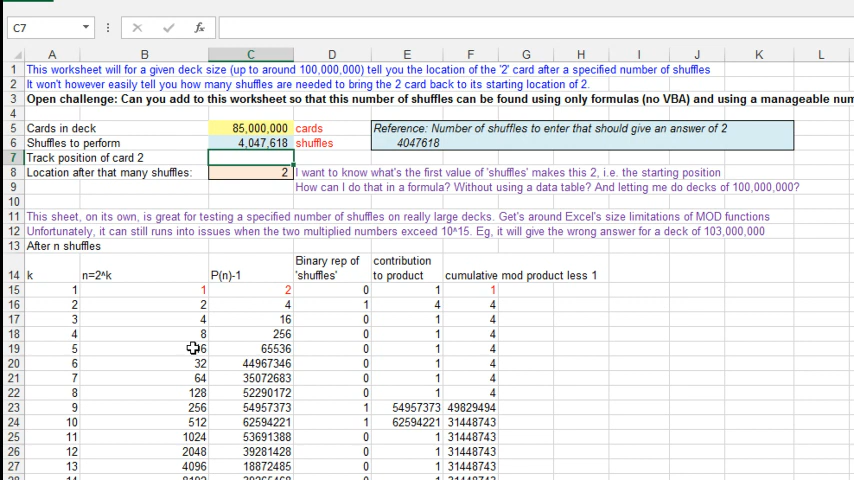 C7
fx
A B C D E F G H I J K L
1 This worksheet will for a given deck size (up to around 100,000,000) tell you the location of the '2' card after a specified number of shuffles
2 It won't however easily tell you how many shuffles are needed to bring the 2 card back to its starting location of 2.
3 Open challenge: Can you add to this worksheet so that this number of shuffles can be found using only formulas (no VBA) and using a manageable num
4
5 Cards in deck 85,000,000 cards Reference: Number of shuffles to enter that should give an answer of 2
6 Shuffles to perform 4,047,618 shuffles 4047618
7 Track position of card 2
8 Location after that many shuffles: 2 I want to know what's the first value of 'shuffles' makes this 2, i.e. the starting position
9 How can I do that in a formula? Without using a data table? And letting me do decks of 100,000,000?
10
11 This sheet, on its own, is great for testing a specified number of shuffles on really large decks. Get's around Excel's size limitations of MOD functions
12 Unfortunately, it can still runs into issues when the two multiplied numbers exceed 10^15. Eg, it will give the wrong answer for a deck of 103,000,000
13 After n shuffles
Binary rep of contribution
14 k n=2^k P(n)-1 'shuffles' to product cumulative mod product less 1
15 1 1 2 0 1 1
16 2 2 4 1 4 4
17 3 4 16 0 1 4
18 4 8 256 0 1 4
19 5 6 65536 0 1 4
20 6 32 44967346 0 1 4
21 7 64 35072683 0 1 4
22 8 128 52290172 0 1 4
23 9 256 54957373 1 54957373 49829494
24 10 512 62594221 1 62594221 31448743
25 11 1024 53691388 0 1 31448743
26 12 2048 39281428 0 1 31448743
27 13 4096 18872485 0 1 31448743